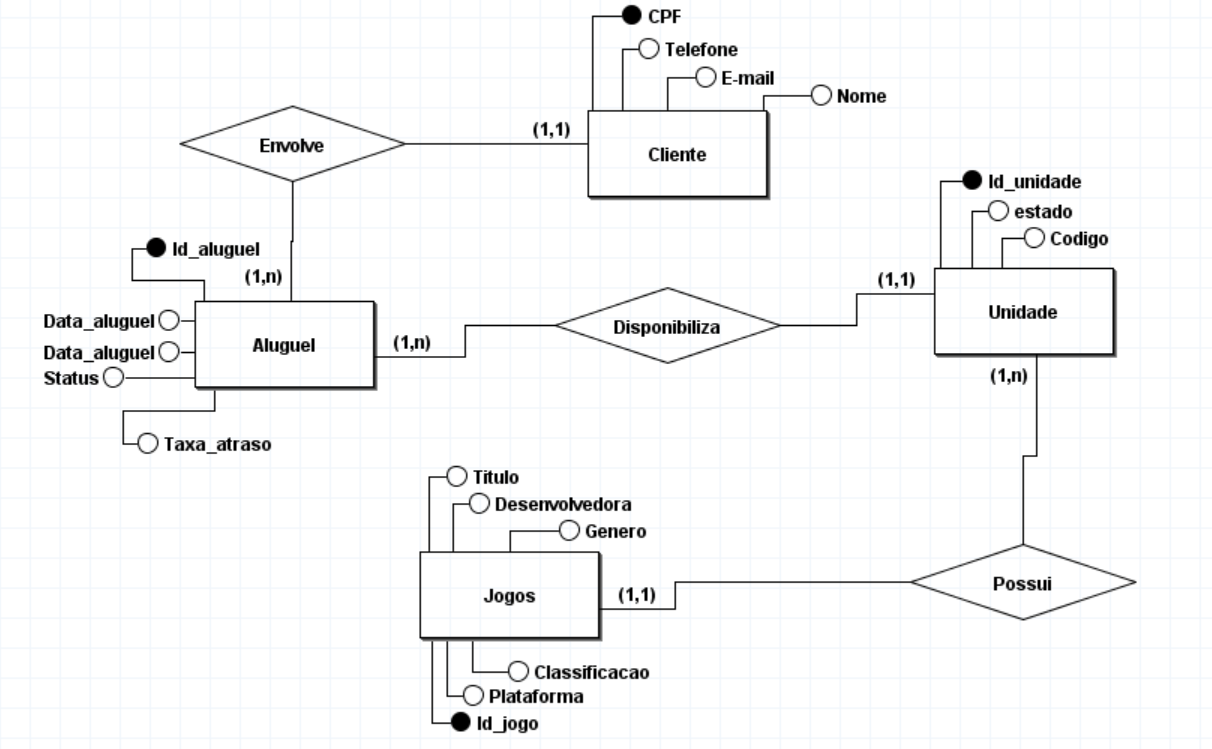 CPF
Telefone
E-mail
Nome
(1,1)
Envolve
Cliente
Id_unidade
estado
Codigo
Id_aluguel
(1,n)
(1,1)
Unidade
Data_aluguel
Disponibiliza
Aluguel
(1,n)
Data_aluguel
Status
(1,n)
Taxa_atraso
Titulo
Desenvolvedora
Genero
Possui
Jogos
(1,1)
Classificacao
Plataforma
Id_jogo